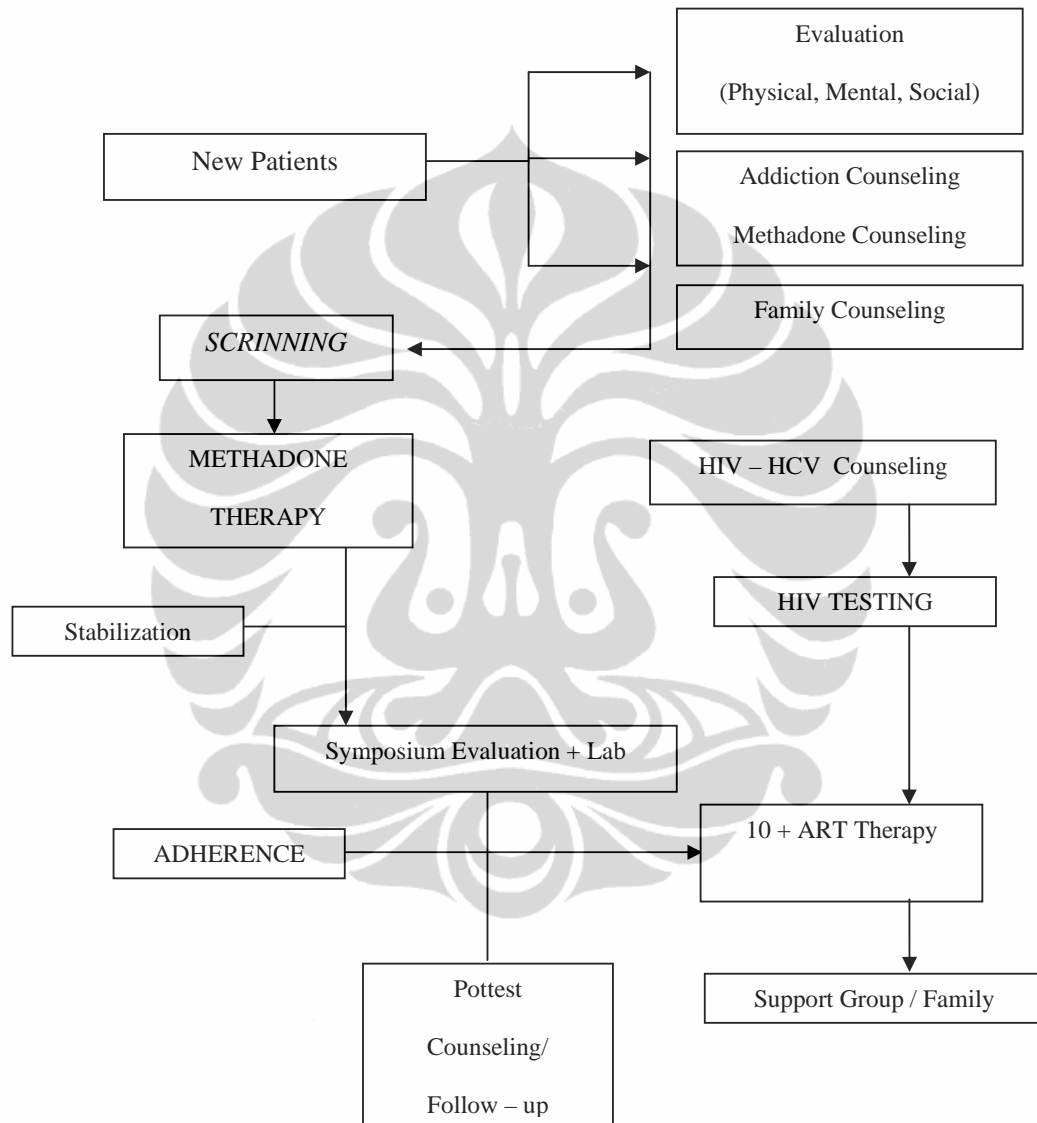 Evaluation
(Physical, Mental, Social)
New Patients
Addiction Counseling
Methadone Counseling
Family Counseling
SCRINNING
METHADONE
THERAPY
HIV – HCV Counseling
HIV TESTING
Stabilization
Symposium Evaluation + Lab
10 + ART Therapy
ADHERENCE
Pottest
Counseling/
Follow – up
Support Group / Family